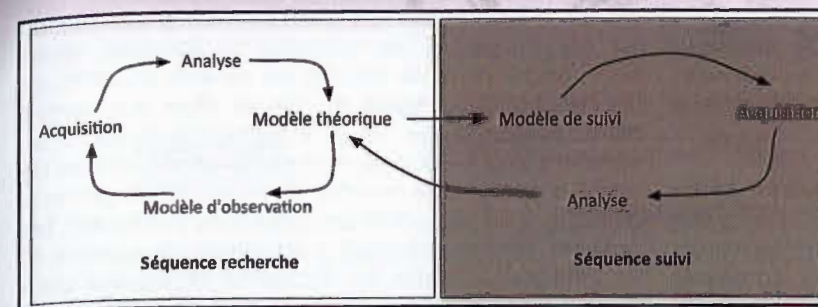 Analyse
Acquisition
Modèle théorique
Modèle d'observation
Séquence recherche
Modèle de suivi
Acquisition
Analyse
Séquence suivi